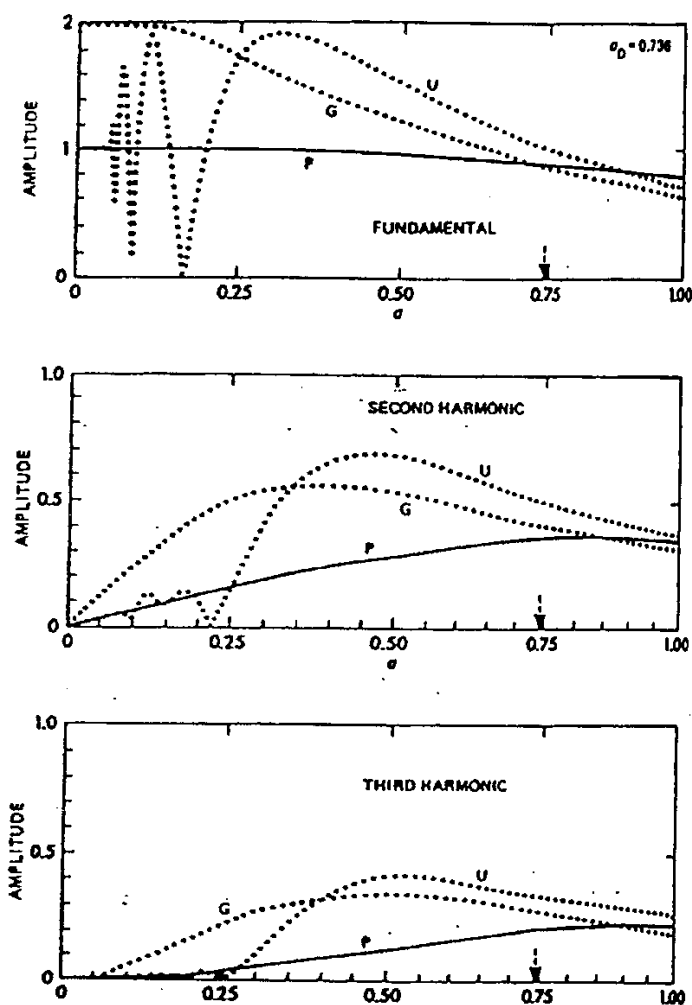 2
σ_D = 0.736
U
G
AMPLITUDE
1
P
FUNDAMENTAL
0
0
0.25
0.50
0.75
1.00
σ
1.0
SECOND HARMONIC
U
AMPLITUDE
0.5
G
P
0
0
0.25
0.50
0.75
1.00
σ
1.0
THIRD HARMONIC
AMPLITUDE
0.5
U
G
P
0
0
0.25
0.50
0.75
1.00
σ